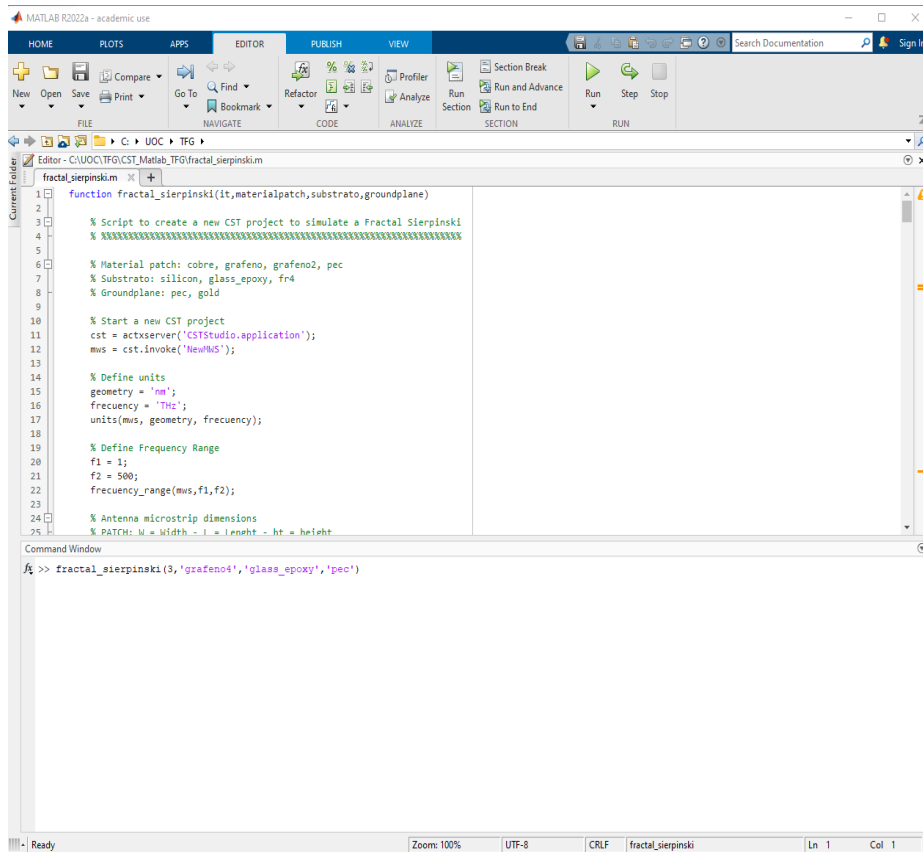 MATLAB R2022a - academic use
HOME PLOTS APPS EDITOR PUBLISH VIEW Search Documentation Sign In
New Open Save Compare Print Go To Find Bookmark Refactor Profiler Analyze Run Section Section Break Run and Advance Run to End Run Step Stop
FILE NAVIGATE CODE ANALYZE SECTION RUN
C: UOC TFG
Current Folder
Editor - C:\UOC\TFG\CST_Matlab_TFG\fractal_sierpinski.m
fractal_sierpinski.m
1 function fractal_sierpinski(it,materialpatch,substrato,groundplane)
2
3 % Script to create a new CST project to simulate a Fractal Sierpinski
4 % %%%%%%%%%%%%%%%%%%%%%%%%%%%%%%%%%%%%%%%%%%%%%%%%%%%%%%%%%%%%%%%%%%%
5
6 % Material patch: cobre, grafeno, grafeno2, pec
7 % Substrato: silicon, glass_epoxy, fr4
8 % Groundplane: pec, gold
9
10 % Start a new CST project
11 cst = actxserver('CSTStudio.application');
12 mws = cst.invoke('NewMWS');
13
14 % Define units
15 geometry = 'nm';
16 frecuency = 'THz';
17 units(mws, geometry, frecuency);
18
19 % Define Frequency Range
20 f1 = 1;
21 f2 = 500;
22 frecuency_range(mws,f1,f2);
23
24 % Antenna microstrip dimensions
25 % PATCH: W = Width - L = Lenght - ht = height
Command Window
fx >> fractal_sierpinski(3,'grafeno4','glass_epoxy','pec')
Ready Zoom: 100% UTF-8 CRLF fractal_sierpinski Ln 1 Col 1